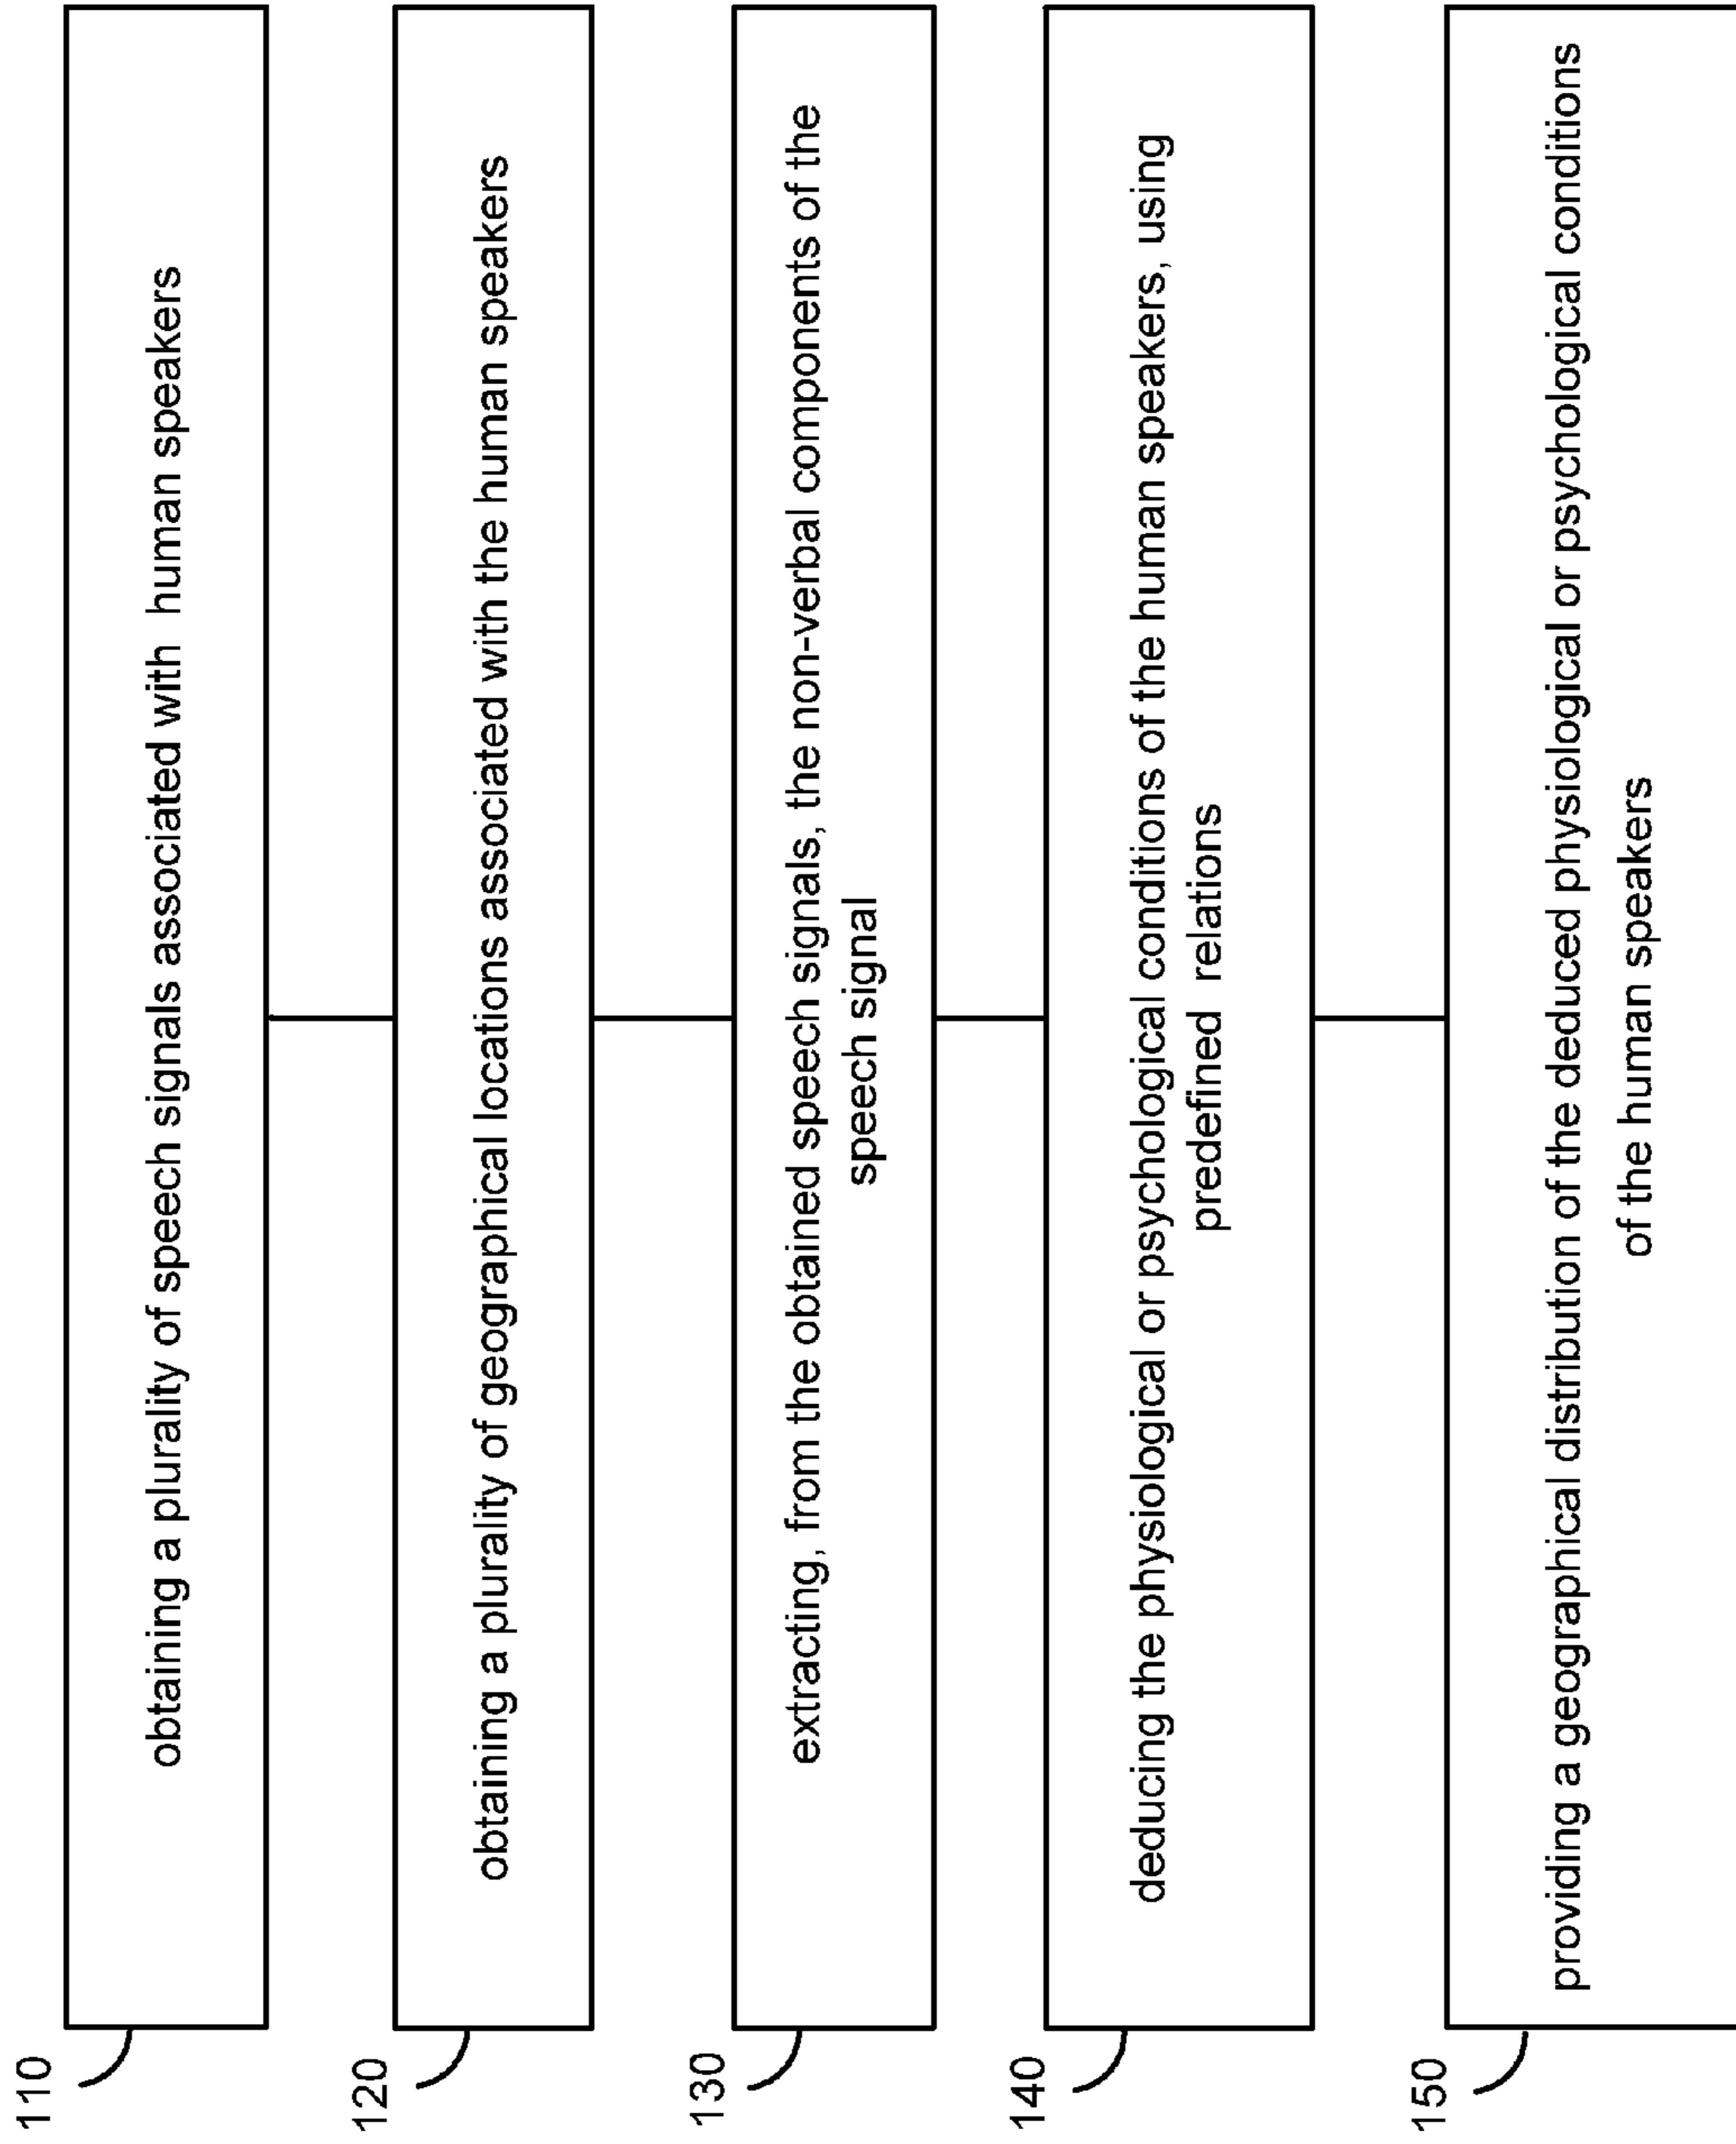 110
obtaining a plurality of speech signals associated with human speakers
120
obtaining a plurality of geographical locations associated with the human speakers
130
extracting, from the obtained speech signals, the non-verbal components of the
speech signal
140
deducing the physiological or psychological conditions of the human speakers, using
predefined relations
150
providing a geographical distribution of the deduced physiological or psychological conditions
of the human speakers